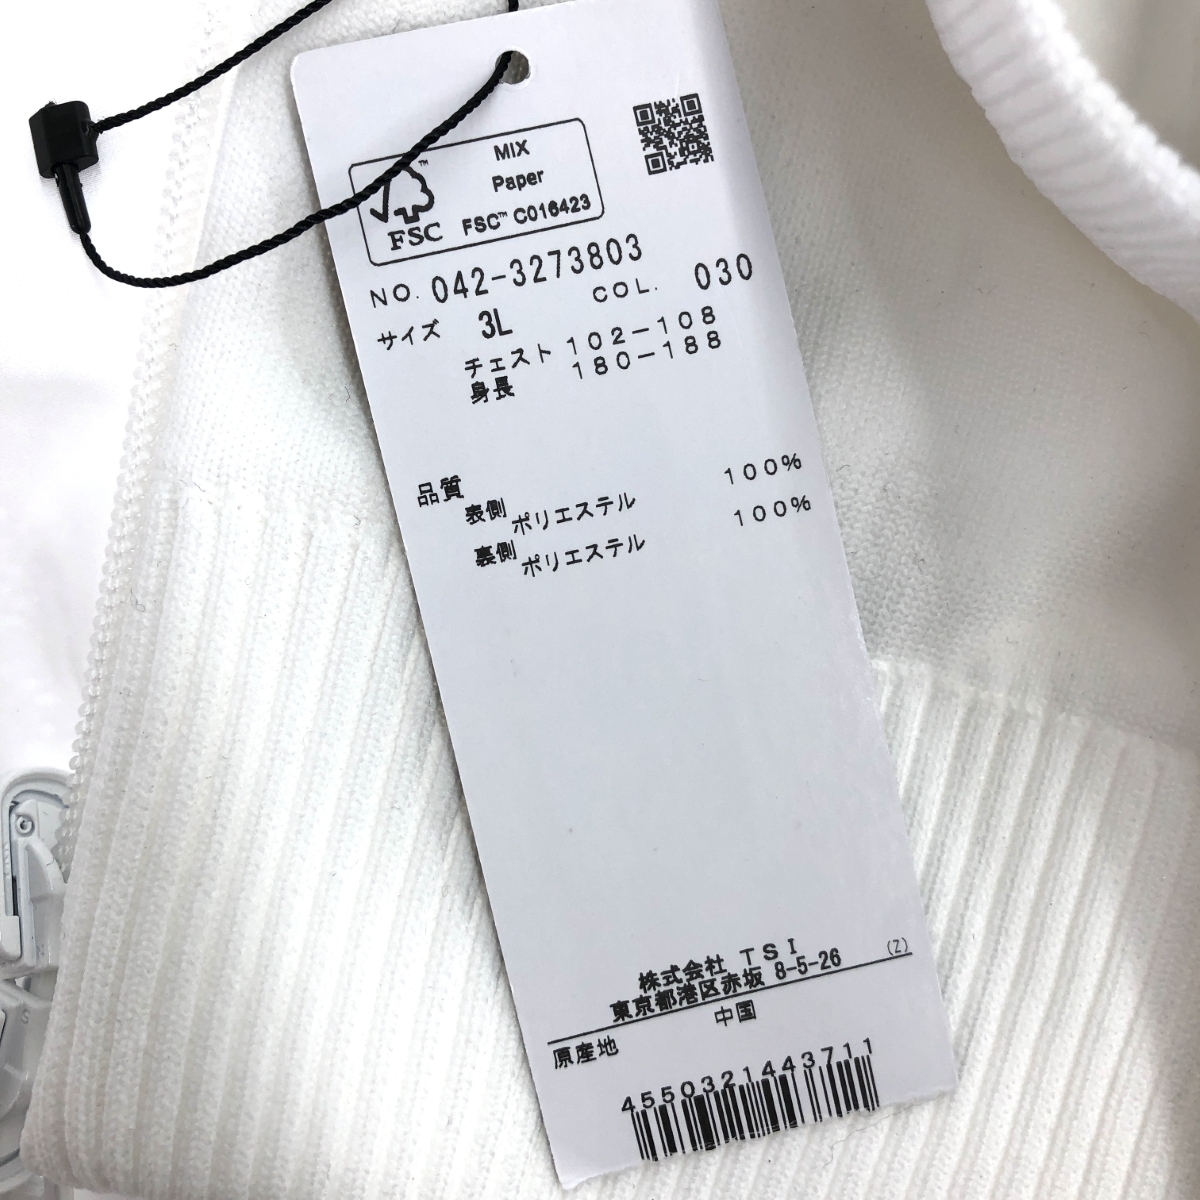 MIX
Paper
FSC™ C016423
FSC
NO. 042-3273803
COL. 030
サイズ 3L
チェスト 102-108
身長 180-188
品質
表側 ポリエステル 100%
裏側 ポリエステル 100%
株式会社 TSI (Z)
東京都港区赤坂 8-5-26
原産地 中国
4550321443711